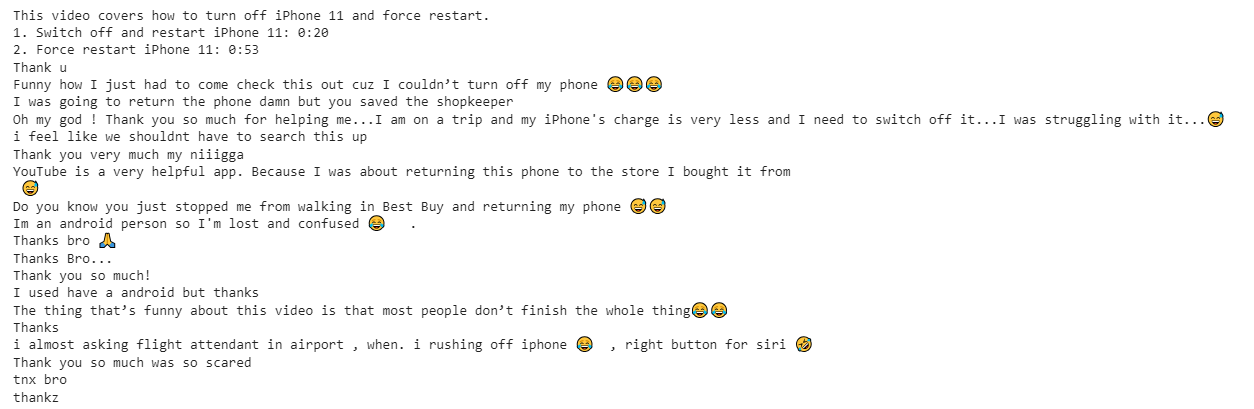 This video covers how to turn off iPhone 11 and force restart.
1. Switch off and restart iPhone 11: 0:20
2. Force restart iPhone 11: 0:53
Thank u
Funny how I just had to come check this out cuz I couldn’t turn off my phone 😂😂😂
I was going to return the phone damn but you saved the shopkeeper
Oh my god ! Thank you so much for helping me...I am on a trip and my iPhone's charge is very less and I need to switch off it...I was struggling with it...😅
i feel like we shouldnt have to search this up
Thank you very much my niiigga
YouTube is a very helpful app. Because I was about returning this phone to the store I bought it from
😅
Do you know you just stopped me from walking in Best Buy and returning my phone 😅😅
Im an android person so I'm lost and confused 😂 .
Thanks bro 🙏
Thanks Bro...
Thank you so much!
I used have a android but thanks
The thing that’s funny about this video is that most people don’t finish the whole thing😂😂
Thanks
i almost asking flight attendant in airport , when. i rushing off iphone 😂 , right button for siri 🤣
Thank you so much was so scared
tnx bro
thankz